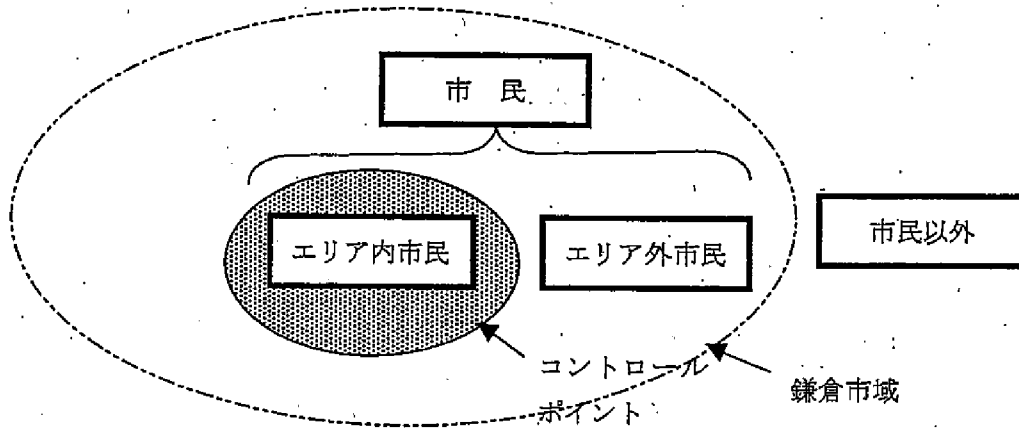 市 民
エリア内市民
エリア外市民
市民以外
コントロール
ポイント
鎌倉市域